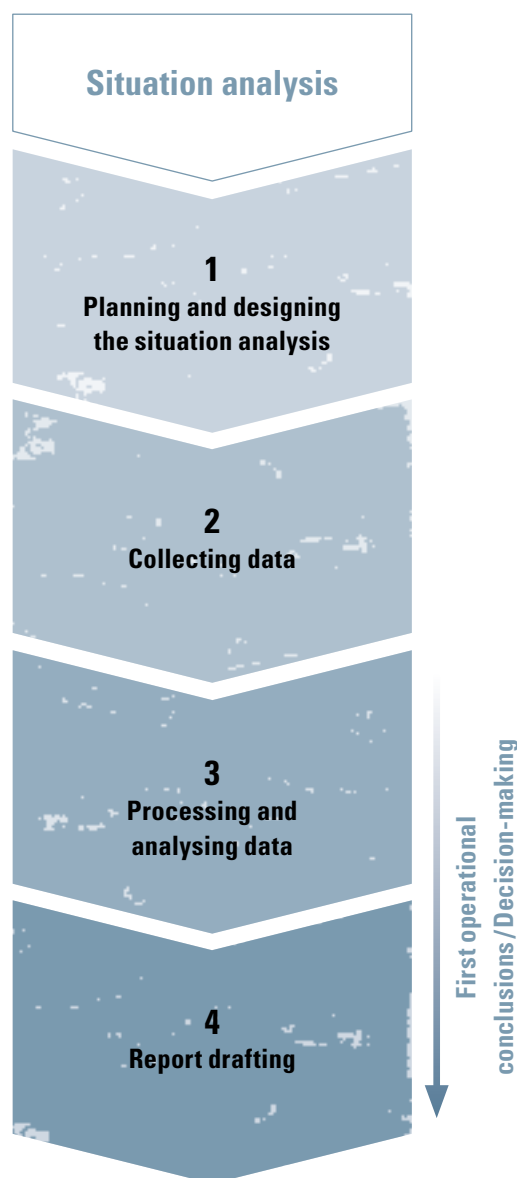 Situation analysis
1
Planning and designing
the situation analysis
2
Collecting data
3
Processing and
analysing data
4
Report drafting
First operational
conclusions/Decision-making